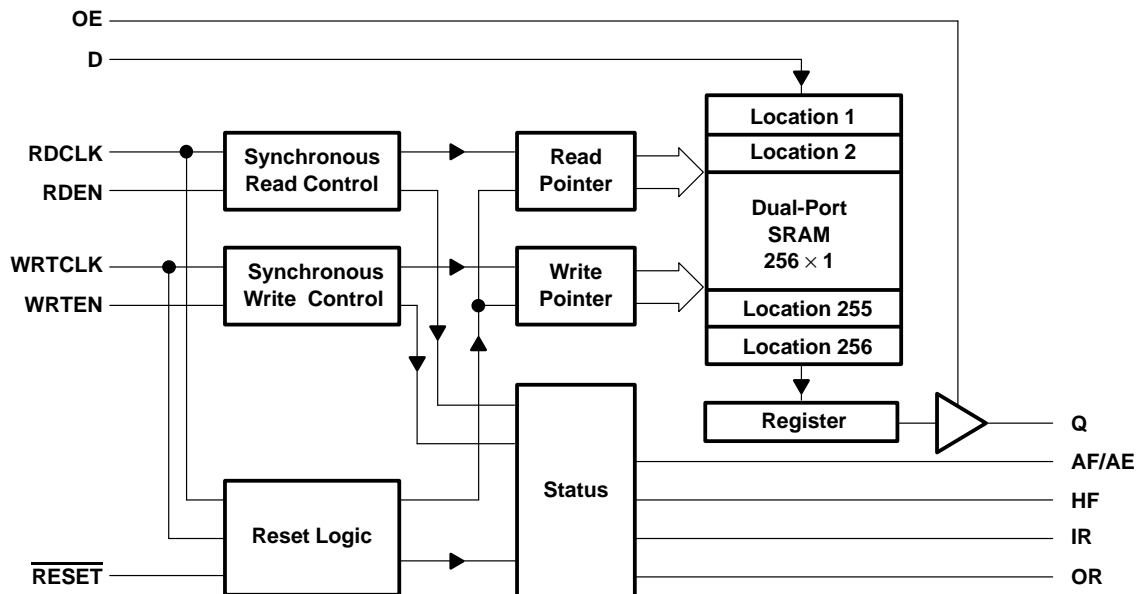 OE
D
RDCLK
RDEN
WRTCLK
WRTEN
RESET
Synchronous
Read Control
Synchronous
Write Control
Reset Logic
Read
Pointer
Write
Pointer
Status
Location 1
Location 2
Dual-Port
SRAM
256 × 1
Location 255
Location 256
Register
Q
AF/AE
HF
IR
OR